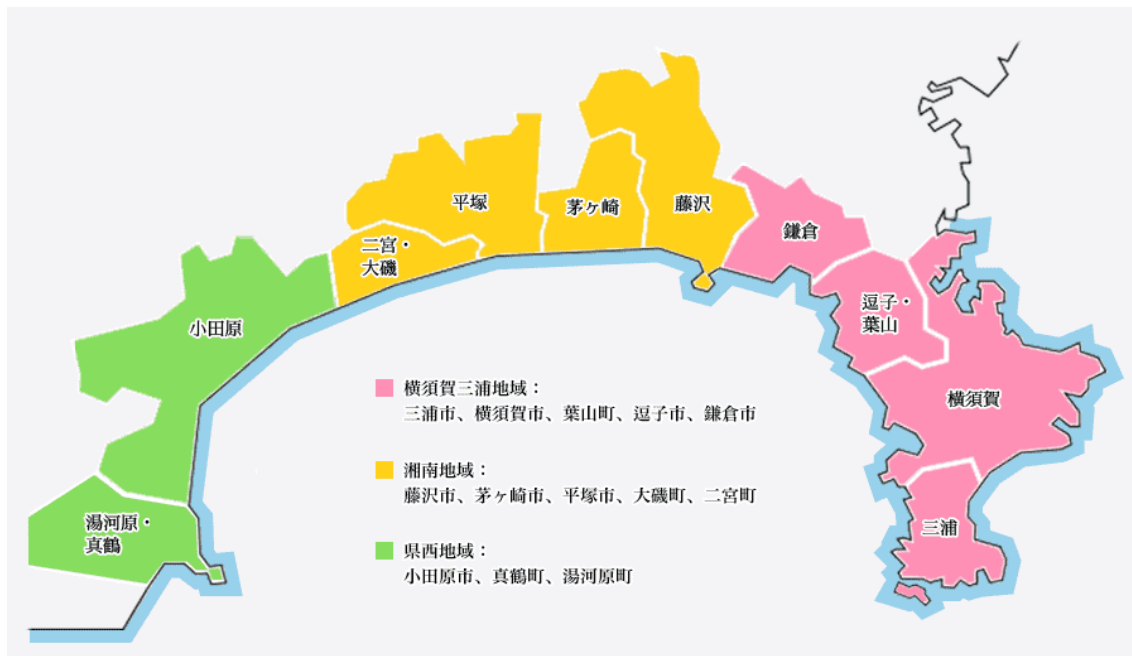 平塚
茅ヶ崎
藤沢
鎌倉
二宮・
大磯
逗子・
葉山
小田原
横須賀
湯河原・
真鶴
三浦
横須賀三浦地域：
三浦市、横須賀市、葉山町、逗子市、鎌倉市
湘南地域：
藤沢市、茅ヶ崎市、平塚市、大磯町、二宮町
県西地域：
小田原市、真鶴町、湯河原町